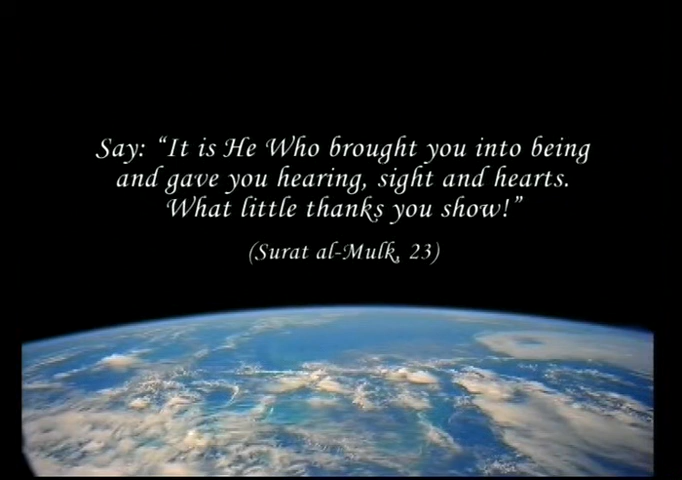 Say: “It is He Who brought you into being
and gave you hearing, sight and hearts.
What little thanks you show!”
(Surat al-Mulk, 23)